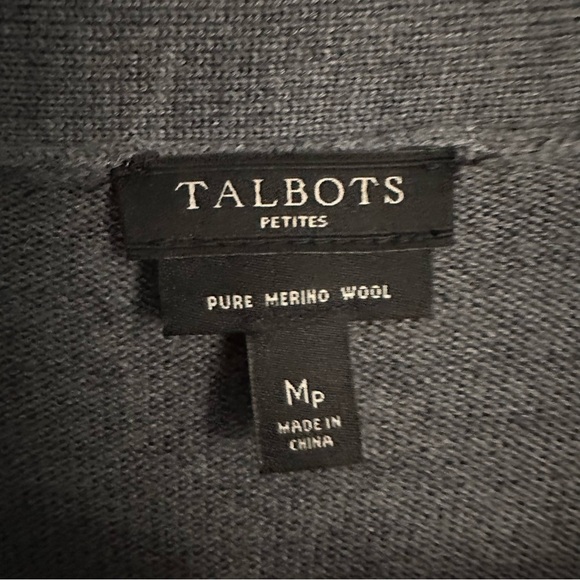 TALBOTS
PETITES
PURE MERINO WOOL
Mp
MADE IN
CHINA